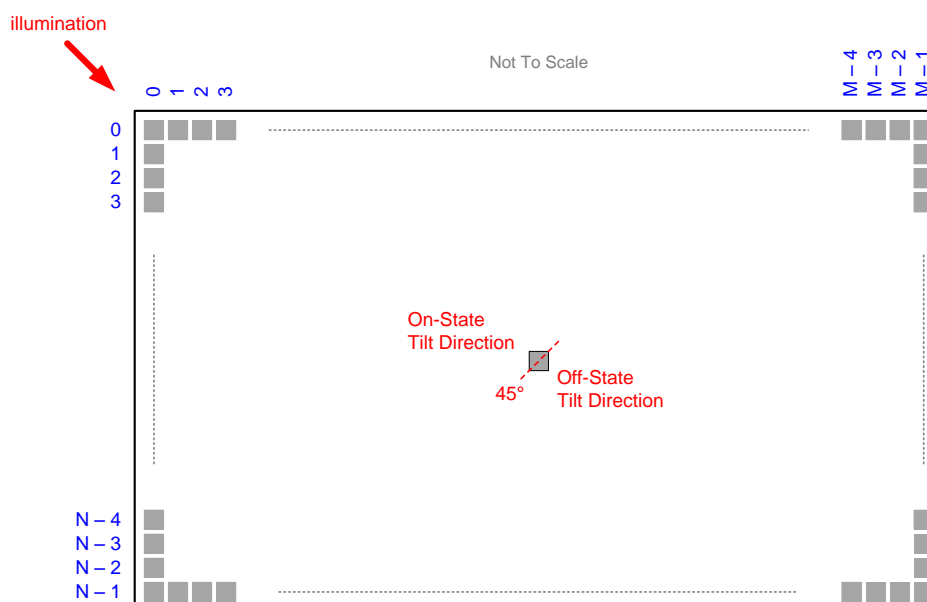 illumination
Not To Scale
M – 4
M – 3
M – 2
M – 1
0
1
2
3
0
1
2
3
On-State
Tilt Direction
Off-State
Tilt Direction
45°
N – 4
N – 3
N – 2
N – 1